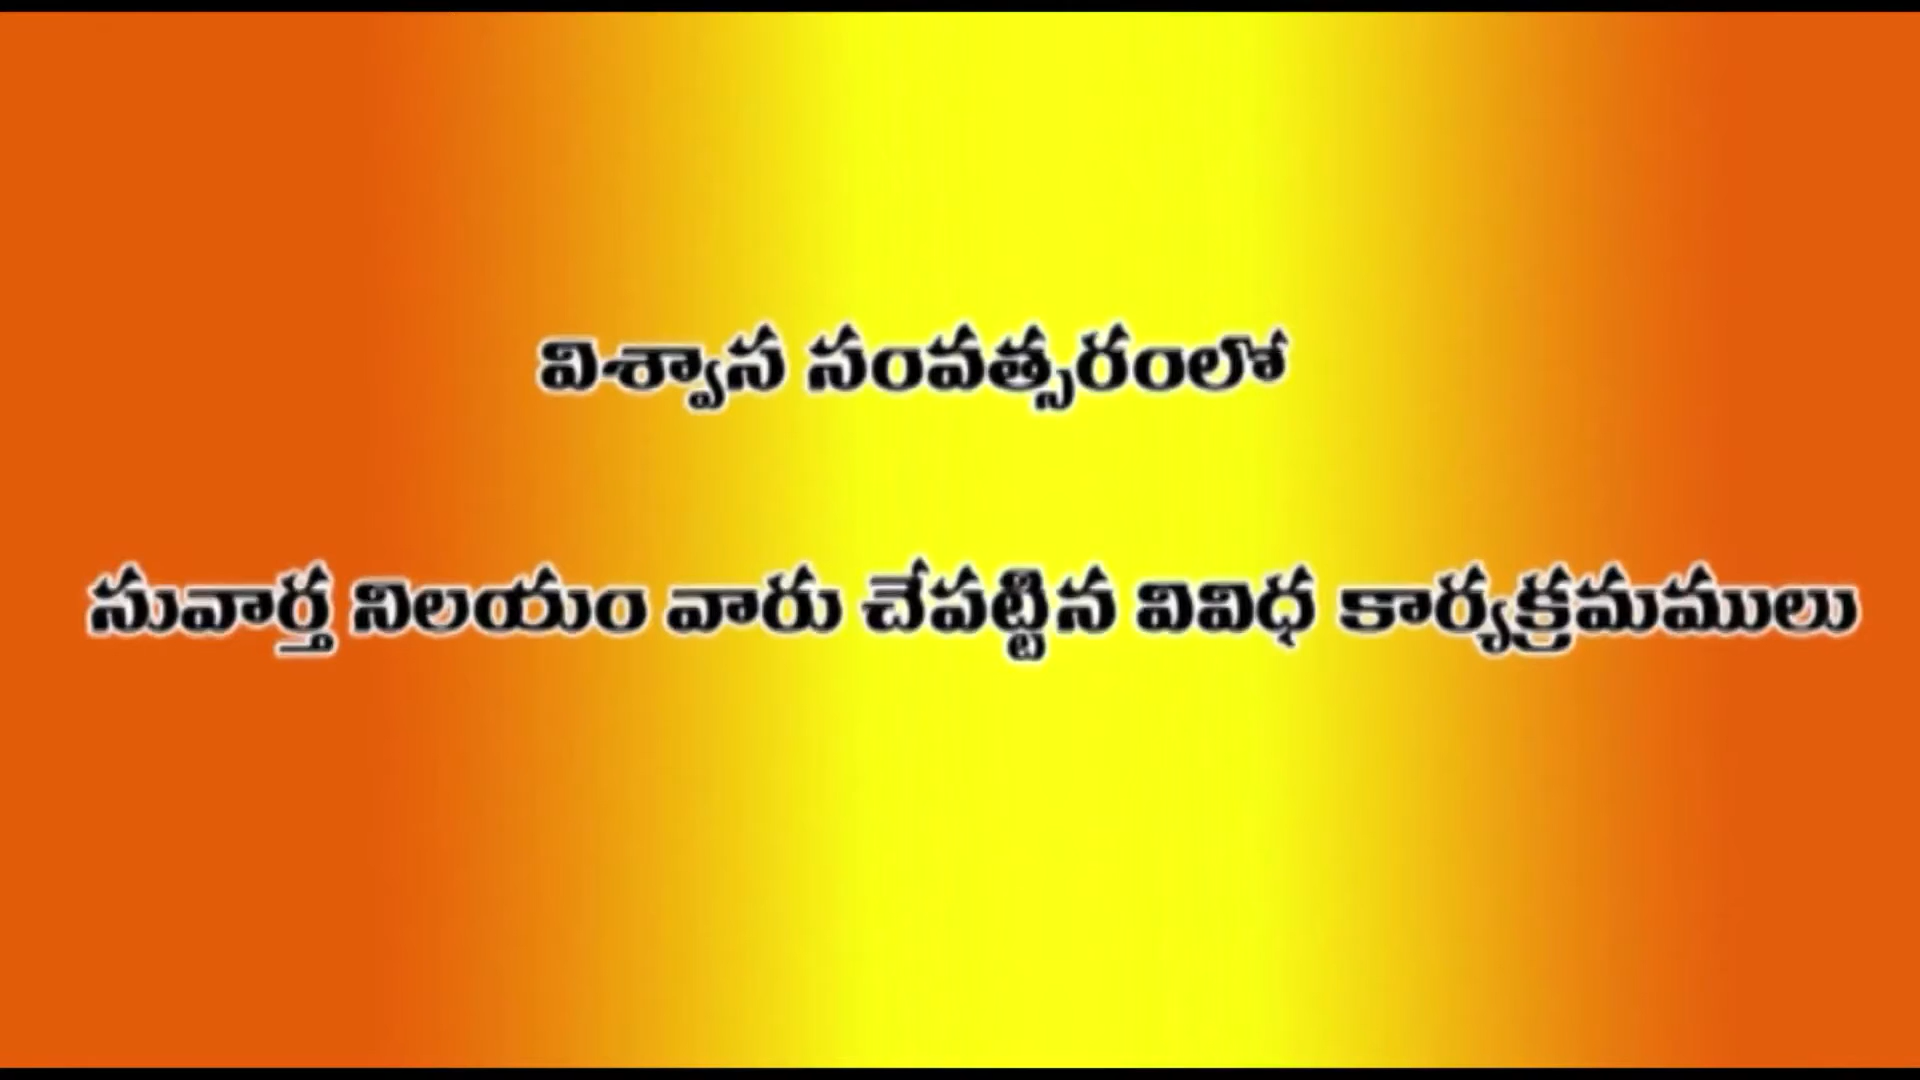 విశ్వాస సంవత్సరంలో
సువార్త నిలయం వారు చేపట్టిన వివిధ కార్యక్రమములు